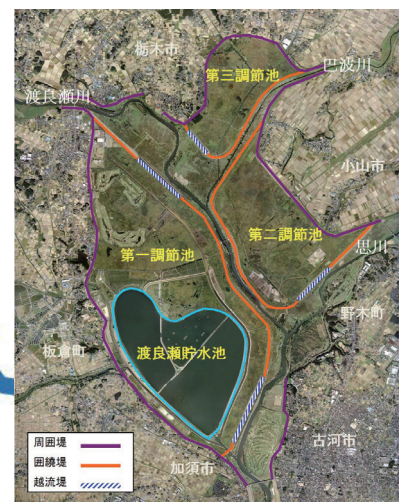 栃木市
巴波川
第三調節池
渡良瀬川
小山市
第一調節池
第二調節池
思川
野木町
板倉町
渡良瀬貯水池
古河市
加須市
周囲堤
囲繞堤
越流堤